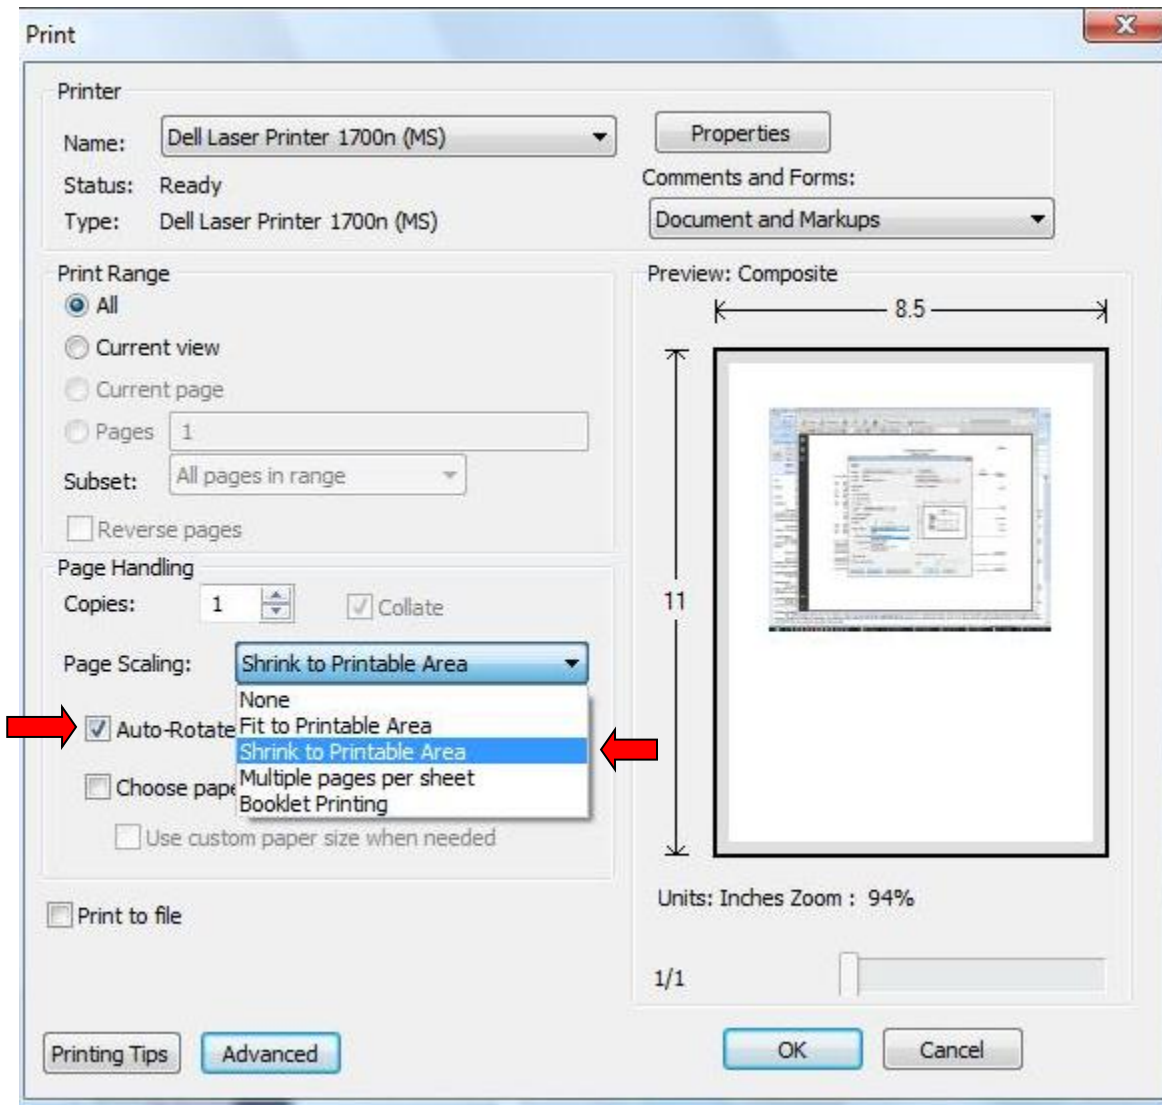 Print
Printer
Name: Dell Laser Printer 1700n (MS)
Properties
Status: Ready
Comments and Forms:
Type: Dell Laser Printer 1700n (MS)
Document and Markups
Print Range
All
Current view
Current page
Pages 1
Subset: All pages in range
Reverse pages
Page Handling
Copies: 1 Collate
Page Scaling: Shrink to Printable Area
None
Auto-Rotate Fit to Printable Area
Shrink to Printable Area
Choose pape Multiple pages per sheet
Booklet Printing
Use custom paper size when needed
Print to file
Preview: Composite
8.5
11
Units: Inches Zoom : 94%
1/1
Printing Tips Advanced OK Cancel